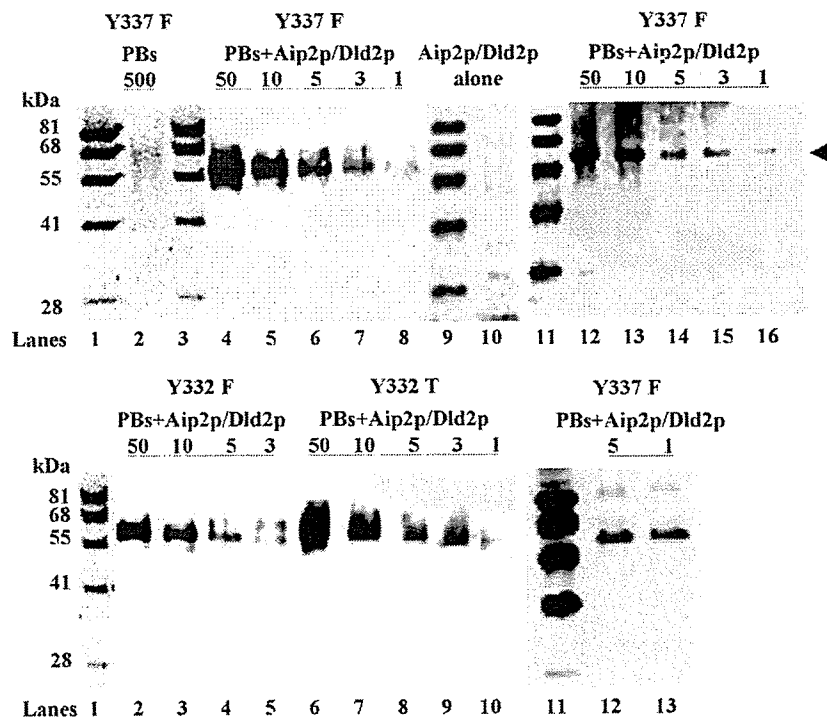 Y337 F Y337 F Y337 F
PBs PBs+Aip2p/Dld2p Aip2p/Dld2p PBs+Aip2p/Dld2p
500 50 10 5 3 1 alone 50 10 5 3 1
kDa
81
68
55
41
28
Lanes 1 2 3 4 5 6 7 8 9 10 11 12 13 14 15 16
Y332 F Y332 T Y337 F
PBs+Aip2p/Dld2p PBs+Aip2p/Dld2p PBs+Aip2p/Dld2p
50 10 5 3 50 10 5 3 1 5 1
kDa
81
68
55
41
28
Lanes 1 2 3 4 5 6 7 8 9 10 11 12 13